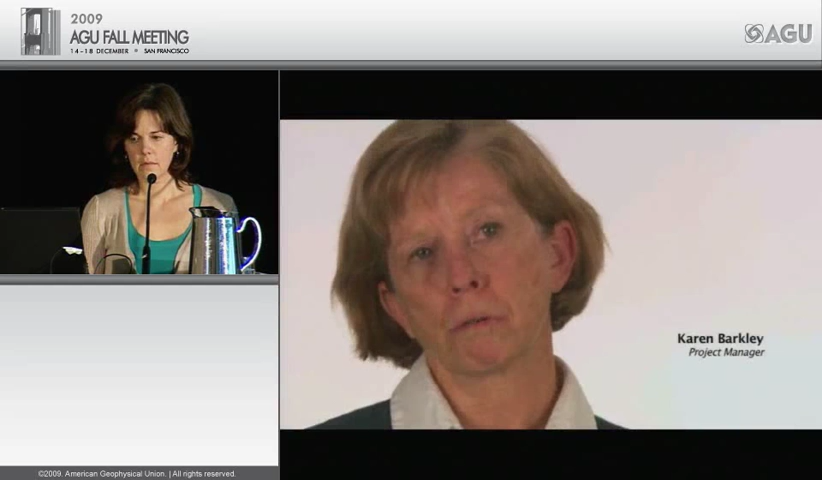 2009
AGU FALL MEETING
14-18 DECEMBER • SAN FRANCISCO
AGU
Karen Barkley
Project Manager
©2009. American Geophysical Union. | All rights reserved.